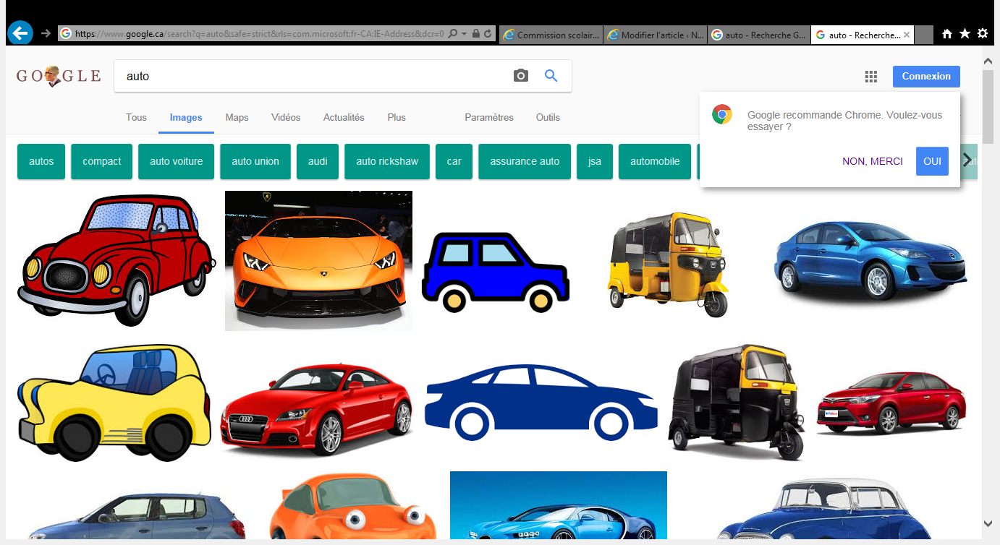 https://www.google.ca/search?q=auto&safe=strict&rls=com.microsoft:fr-CA:IE-Address&dcr=0
Commission scolair...
Modifier l'article ‹ N...
auto - Recherche G...
auto - Recherche...
GOOGLE
auto
Connexion
Tous Images Maps Vidéos Actualités Plus Paramètres Outils
Google recommande Chrome. Voulez-vous
essayer ?
NON, MERCI OUI
autos compact auto voiture auto union audi auto rickshaw car assurance auto jsa automobile